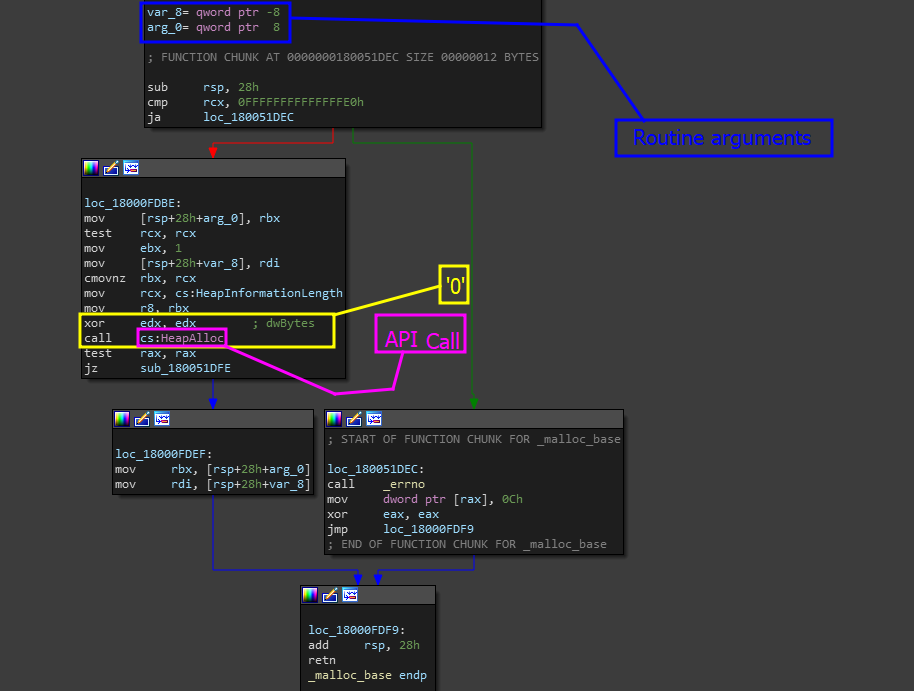 var_8= qword ptr -8
arg_0= qword ptr  8
; FUNCTION CHUNK AT 0000000180051DEC SIZE 00000012 BYTES
sub     rsp, 28h
cmp     rcx, 0FFFFFFFFFFFFFFE0h
ja      loc_180051DEC
Routine arguments
loc_18000FDBE:
mov     [rsp+28h+arg_0], rbx
test    rcx, rcx
mov     ebx, 1
mov     [rsp+28h+var_8], rdi
cmovnz  rbx, rcx
mov     rcx, cs:HeapInformationLength
mov     r8, rbx
xor     edx, edx        ; dwBytes
call    cs:HeapAlloc
test    rax, rax
jz      sub_180051DFE
'0'
API Call
loc_18000FDEF:
mov     rbx, [rsp+28h+arg_0]
mov     rdi, [rsp+28h+var_8]
; START OF FUNCTION CHUNK FOR _malloc_base
loc_180051DEC:
call    _errno
mov     dword ptr [rax], 0Ch
xor     eax, eax
jmp     loc_18000FDF9
; END OF FUNCTION CHUNK FOR _malloc_base
loc_18000FDF9:
add     rsp, 28h
retn
_malloc_base endp